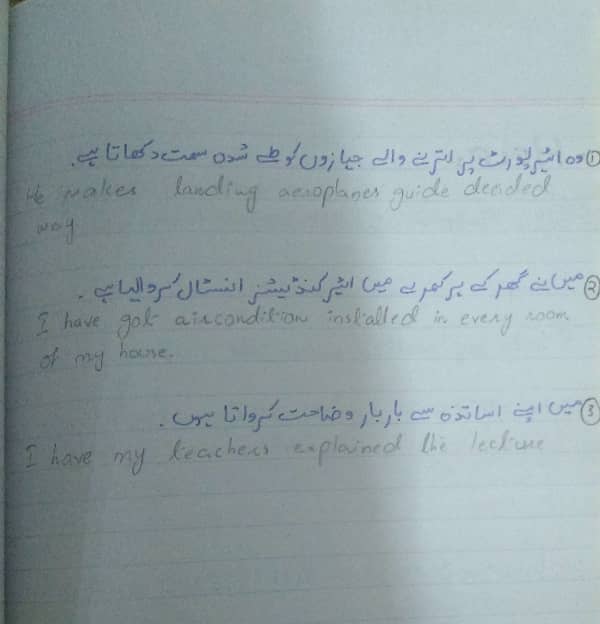 ① وہ ائیرپورٹ پر اترنے والے جہازوں کو طے شدہ سمت دکھاتا ہے۔
He makes landing aeroplanes guide decided
way
② میں نے گھر کے ہر کمرے میں ائیر کنڈیشنز انسٹال کروالیا ہے۔
I have got aircondition installed in every room
of my house.
③ میں اپنے اساتذہ سے بار بار وضاحت کرواتا ہوں۔
I have my teachers explained the lecture